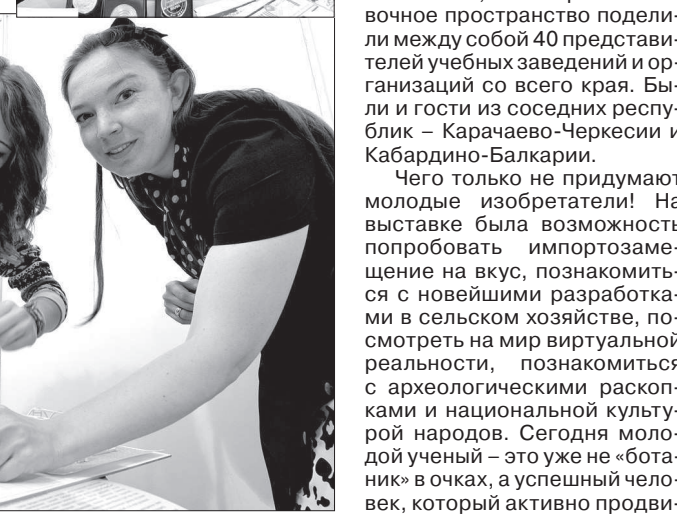 вочное пространство подели-
ли между собой 40 представи-
телей учебных заведений и ор-
ганизаций со всего края. Бы-
ли и гости из соседних респу-
блик – Карачаево-Черкесии и
Кабардино-Балкарии.
Чего только не придумают
молодые изобретатели! На
выставке была возможность
попробовать импортозаме-
щение на вкус, познакомить-
ся с новейшими разработка-
ми в сельском хозяйстве, по-
смотреть на мир виртуальной
реальности, познакомиться
с археологическими раскоп-
ками и национальной культу-
рой народов. Сегодня моло-
дой ученый – это уже не «бота-
ник» в очках, а успешный чело-
век, который активно продви-